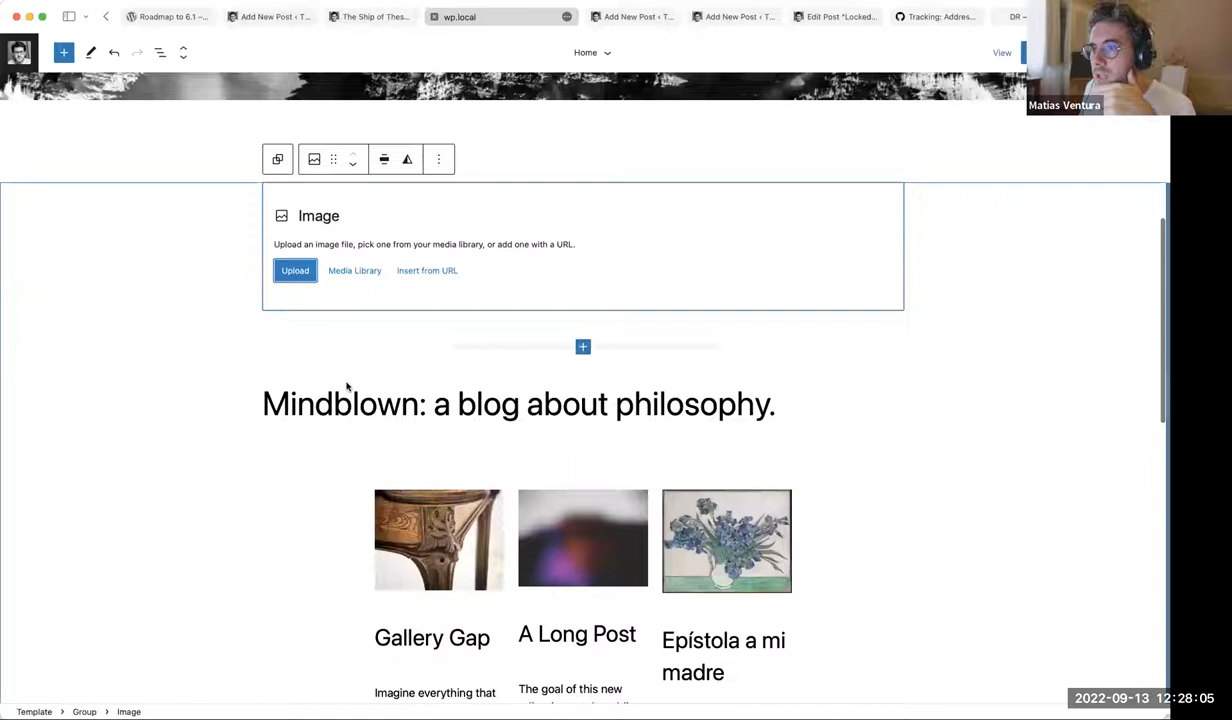 Roadmap to 6.1 –...
Add New Post ‹ T...
The Ship of Thes...
wp.local
Add New Post ‹ T...
Add New Post ‹ T...
Edit Post “Locked...
Tracking: Addres...
DR –
Home
View
Matias Ventura
Image
Upload an image file, pick one from your media library, or add one with a URL.
Upload
Media Library
Insert from URL
Mindblown: a blog about philosophy.
Gallery Gap
A Long Post
Epístola a mi
madre
Imagine everything that
The goal of this new
Template > Group > Image
2022-09-13 12:28:05